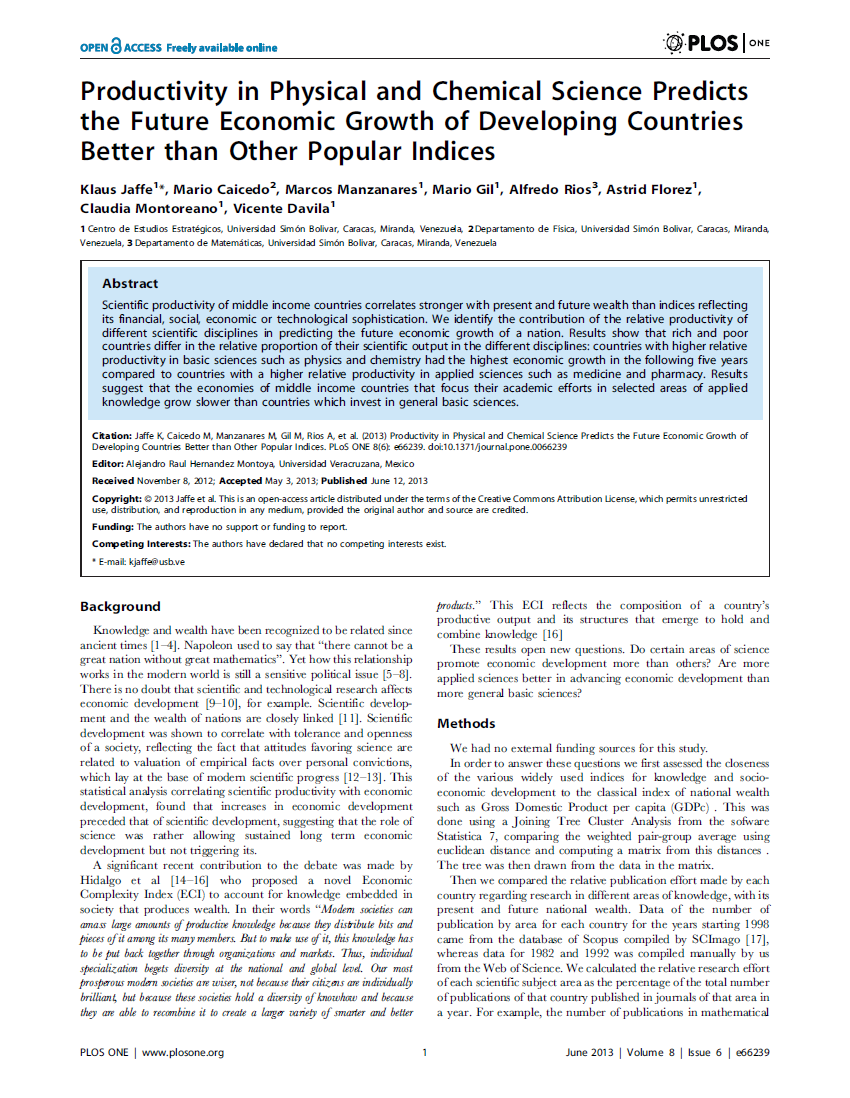 OPEN ACCESS Freely available online
PLOS ONE
Productivity in Physical and Chemical Science Predicts
the Future Economic Growth of Developing Countries
Better than Other Popular Indices
Klaus Jaffe1*, Mario Caicedo2, Marcos Manzanares1, Mario Gil1, Alfredo Rios3, Astrid Florez1,
Claudia Montoreano1, Vicente Davila1
1 Centro de Estudios Estratégicos, Universidad Simón Bolívar, Caracas, Miranda, Venezuela, 2 Departamento de Física, Universidad Simón Bolivar, Caracas, Miranda,
Venezuela, 3 Departamento de Matemáticas, Universidad Simón Bolivar, Caracas, Miranda, Venezuela
Abstract
Scientific productivity of middle income countries correlates stronger with present and future wealth than indices reflecting
its financial, social, economic or technological sophistication. We identify the contribution of the relative productivity of
different scientific disciplines in predicting the future economic growth of a nation. Results show that rich and poor
countries differ in the relative proportion of their scientific output in the different disciplines: countries with higher relative
productivity in basic sciences such as physics and chemistry had the highest economic growth in the following five years
compared to countries with a higher relative productivity in applied sciences such as medicine and pharmacy. Results
suggest that the economies of middle income countries that focus their academic efforts in selected areas of applied
knowledge grow slower than countries which invest in general basic sciences.
Citation: Jaffe K, Caicedo M, Manzanares M, Gil M, Rios A, et al. (2013) Productivity in Physical and Chemical Science Predicts the Future Economic Growth of
Developing Countries Better than Other Popular Indices. PLoS ONE 8(6): e66239. doi:10.1371/journal.pone.0066239
Editor: Alejandro Raul Hernandez Montoya, Universidad Veracruzana, Mexico
Received November 8, 2012; Accepted May 3, 2013; Published June 12, 2013
Copyright: © 2013 Jaffe et al. This is an open-access article distributed under the terms of the Creative Commons Attribution License, which permits unrestricted
use, distribution, and reproduction in any medium, provided the original author and source are credited.
Funding: The authors have no support or funding to report.
Competing Interests: The authors have declared that no competing interests exist.
* E-mail: kjaffe@usb.ve
Background
Knowledge and wealth have been recognized to be related since
ancient times [1–4]. Napoleon used to say that “there cannot be a
great nation without great mathematics”. Yet how this relationship
works in the modern world is still a sensitive political issue [5–8].
There is no doubt that scientific and technological research affects
economic development [9–10], for example. Scientific develop-
ment and the wealth of nations are closely linked [11]. Scientific
development was shown to correlate with tolerance and openness
of a society, reflecting the fact that attitudes favoring science are
related to valuation of empirical facts over personal convictions,
which lay at the base of modern scientific progress [12–13]. This
statistical analysis correlating scientific productivity with economic
development, found that increases in economic development
preceded that of scientific development, suggesting that the role of
science was rather allowing sustained long term economic
development but not triggering its.
A significant recent contribution to the debate was made by
Hidalgo et al [14–16] who proposed a novel Economic
Complexity Index (ECI) to account for knowledge embedded in
society that produces wealth. In their words “Modern societies can
amass large amounts of productive knowledge because they distribute bits and
pieces of it among its many members. But to make use of it, this knowledge has
to be put back together through organizations and markets. Thus, individual
specialization begets diversity at the national and global level. Our most
prosperous modern societies are wiser, not because their citizens are individually
brilliant, but because these societies hold a diversity of knowhow and because
they are able to recombine it to create a larger variety of smarter and better
products.” This ECI reflects the composition of a country’s
productive output and its structures that emerge to hold and
combine knowledge [16]
These results open new questions. Do certain areas of science
promote economic development more than others? Are more
applied sciences better in advancing economic development than
more general basic sciences?
Methods
We had no external funding sources for this study.
In order to answer these questions we first assessed the closeness
of the various widely used indices for knowledge and socio-
economic development to the classical index of national wealth
such as Gross Domestic Product per capita (GDPc) . This was
done using a Joining Tree Cluster Analysis from the sofware
Statistica 7, comparing the weighted pair-group average using
euclidean distance and computing a matrix from this distances .
The tree was then drawn from the data in the matrix.
Then we compared the relative publication effort made by each
country regarding research in different areas of knowledge, with its
present and future national wealth. Data of the number of
publication by area for each country for the years starting 1998
came from the database of Scopus compiled by SCImago [17],
whereas data for 1982 and 1992 was compiled manually by us
from the Web of Science. We calculated the relative research effort
of each scientific subject area as the percentage of the total number
of publications of that country published in journals of that area in
a year. For example, the number of publications in mathematical
PLOS ONE | www.plosone.org
1
June 2013 | Volume 8 | Issue 6 | e66239